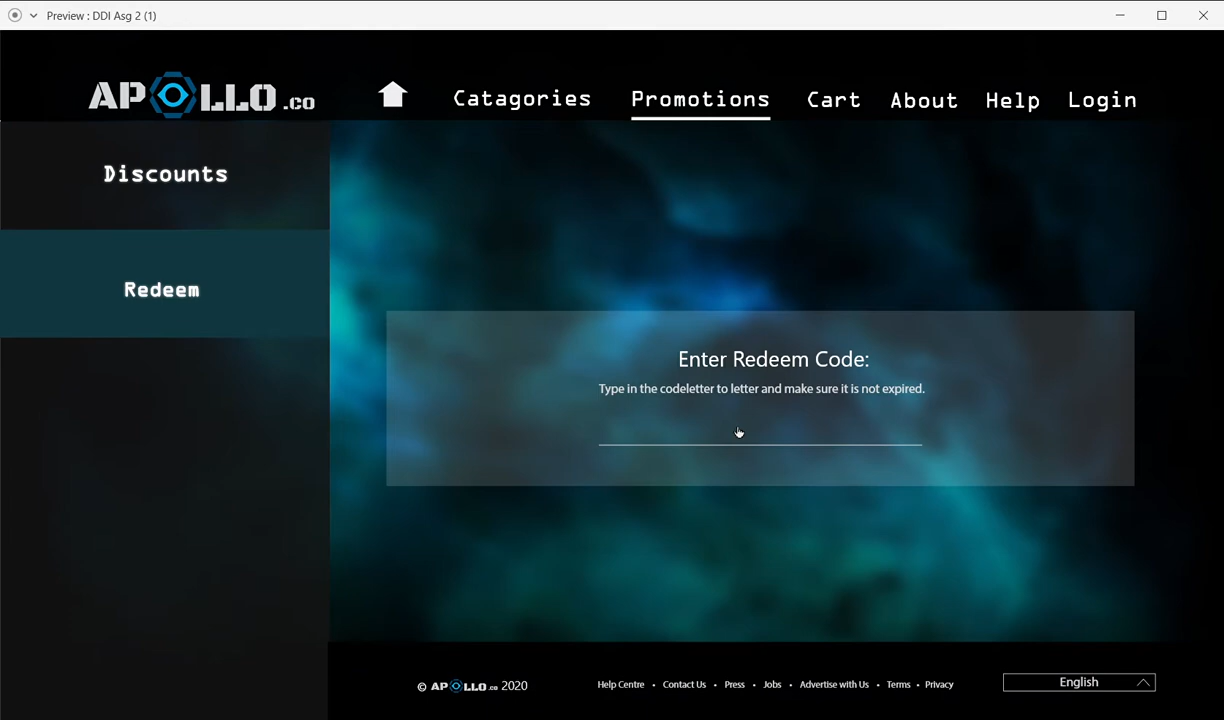 Preview : DDI Asg 2 (1)
APOLLO.co
Catagories
Promotions
Cart
About
Help
Login
Discounts
Redeem
Enter Redeem Code:
Type in the codeletter to letter and make sure it is not expired.
© APOLLO.co 2020
Help Centre • Contact Us • Press • Jobs • Advertise with Us • Terms • Privacy
English